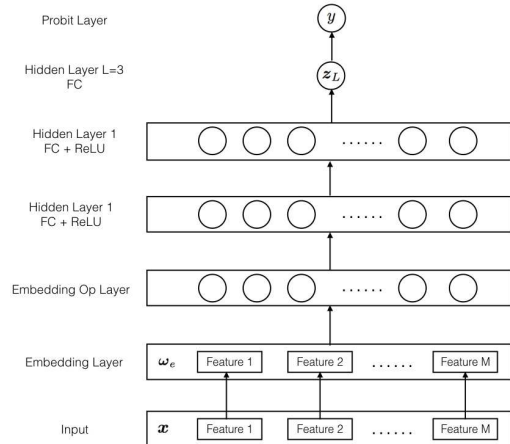 Probit Layer
y
Hidden Layer L=3
FC
z_L
Hidden Layer 1
FC + ReLU
......
Hidden Layer 1
FC + ReLU
......
Embedding Op Layer
......
Embedding Layer
ω_e
Feature 1
Feature 2
......
Feature M
Input
x
Feature 1
Feature 2
......
Feature M